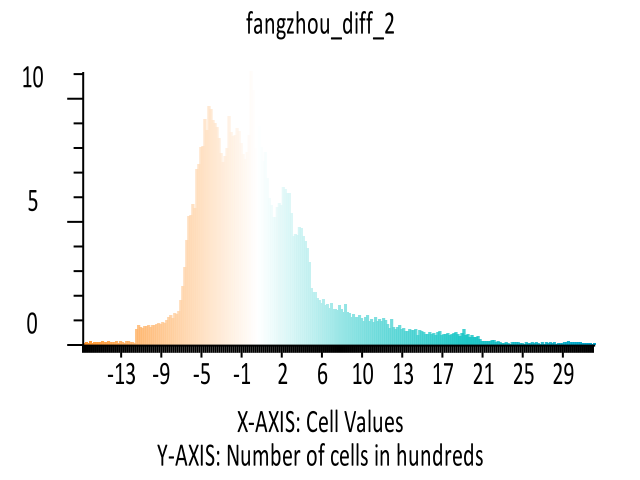 fangzhou_diff_2
10
5
0
-13 -9 -5 -1 2 6 10 13 17 21 25 29
X-AXIS: Cell Values
Y-AXIS: Number of cells in hundreds